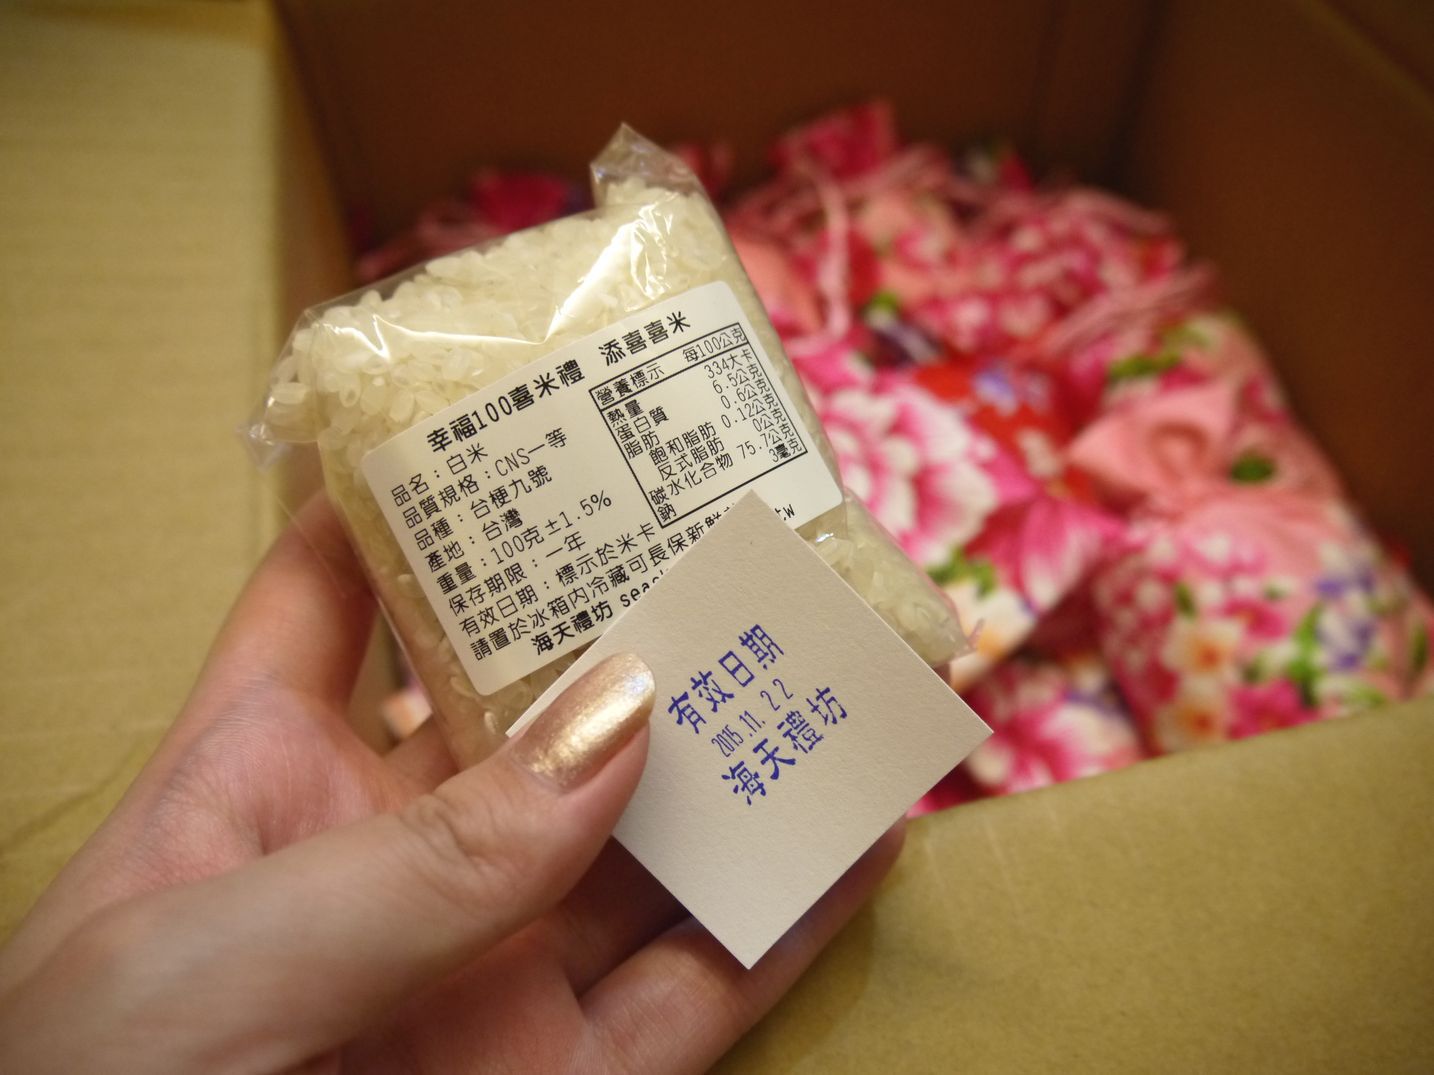 幸福100喜米禮 添喜喜米
品名：白米
品質規格：CNS一等
品種：台梗九號
產地：台灣
重量：100克±1.5%
保存期限：一年
有效日期：標示於米卡
請置於冰箱內冷藏可長保新鮮
海天禮坊
營養標示 每100公克
熱量 334大卡
蛋白質 6.5公克
脂肪 0.6公克
飽和脂肪 0.12公克
反式脂肪 0公克
碳水化合物 75.7公克
鈉 3毫克
有效日期
2015.11.22
海天禮坊